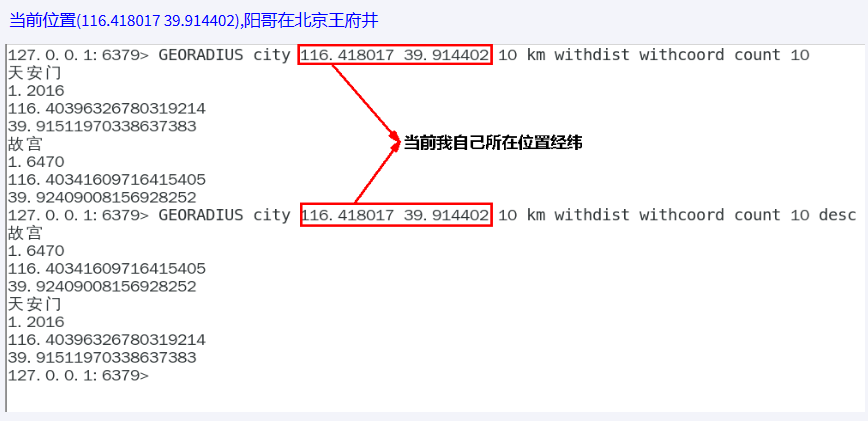 当前位置(116.418017 39.914402),阳哥在北京王府井
127.0.0.1:6379> GEORADIUS city 116.418017 39.914402 10 km withdist withcoord count 10
天安门
1.2016
116.40396326780319214
39.91511970338637383
当前我自己所在位置经纬
故宫
1.6470
116.40341609716415405
39.92409008156928252
127.0.0.1:6379> GEORADIUS city 116.418017 39.914402 10 km withdist withcoord count 10 desc
故宫
1.6470
116.40341609716415405
39.92409008156928252
天安门
1.2016
116.40396326780319214
39.91511970338637383
127.0.0.1:6379>